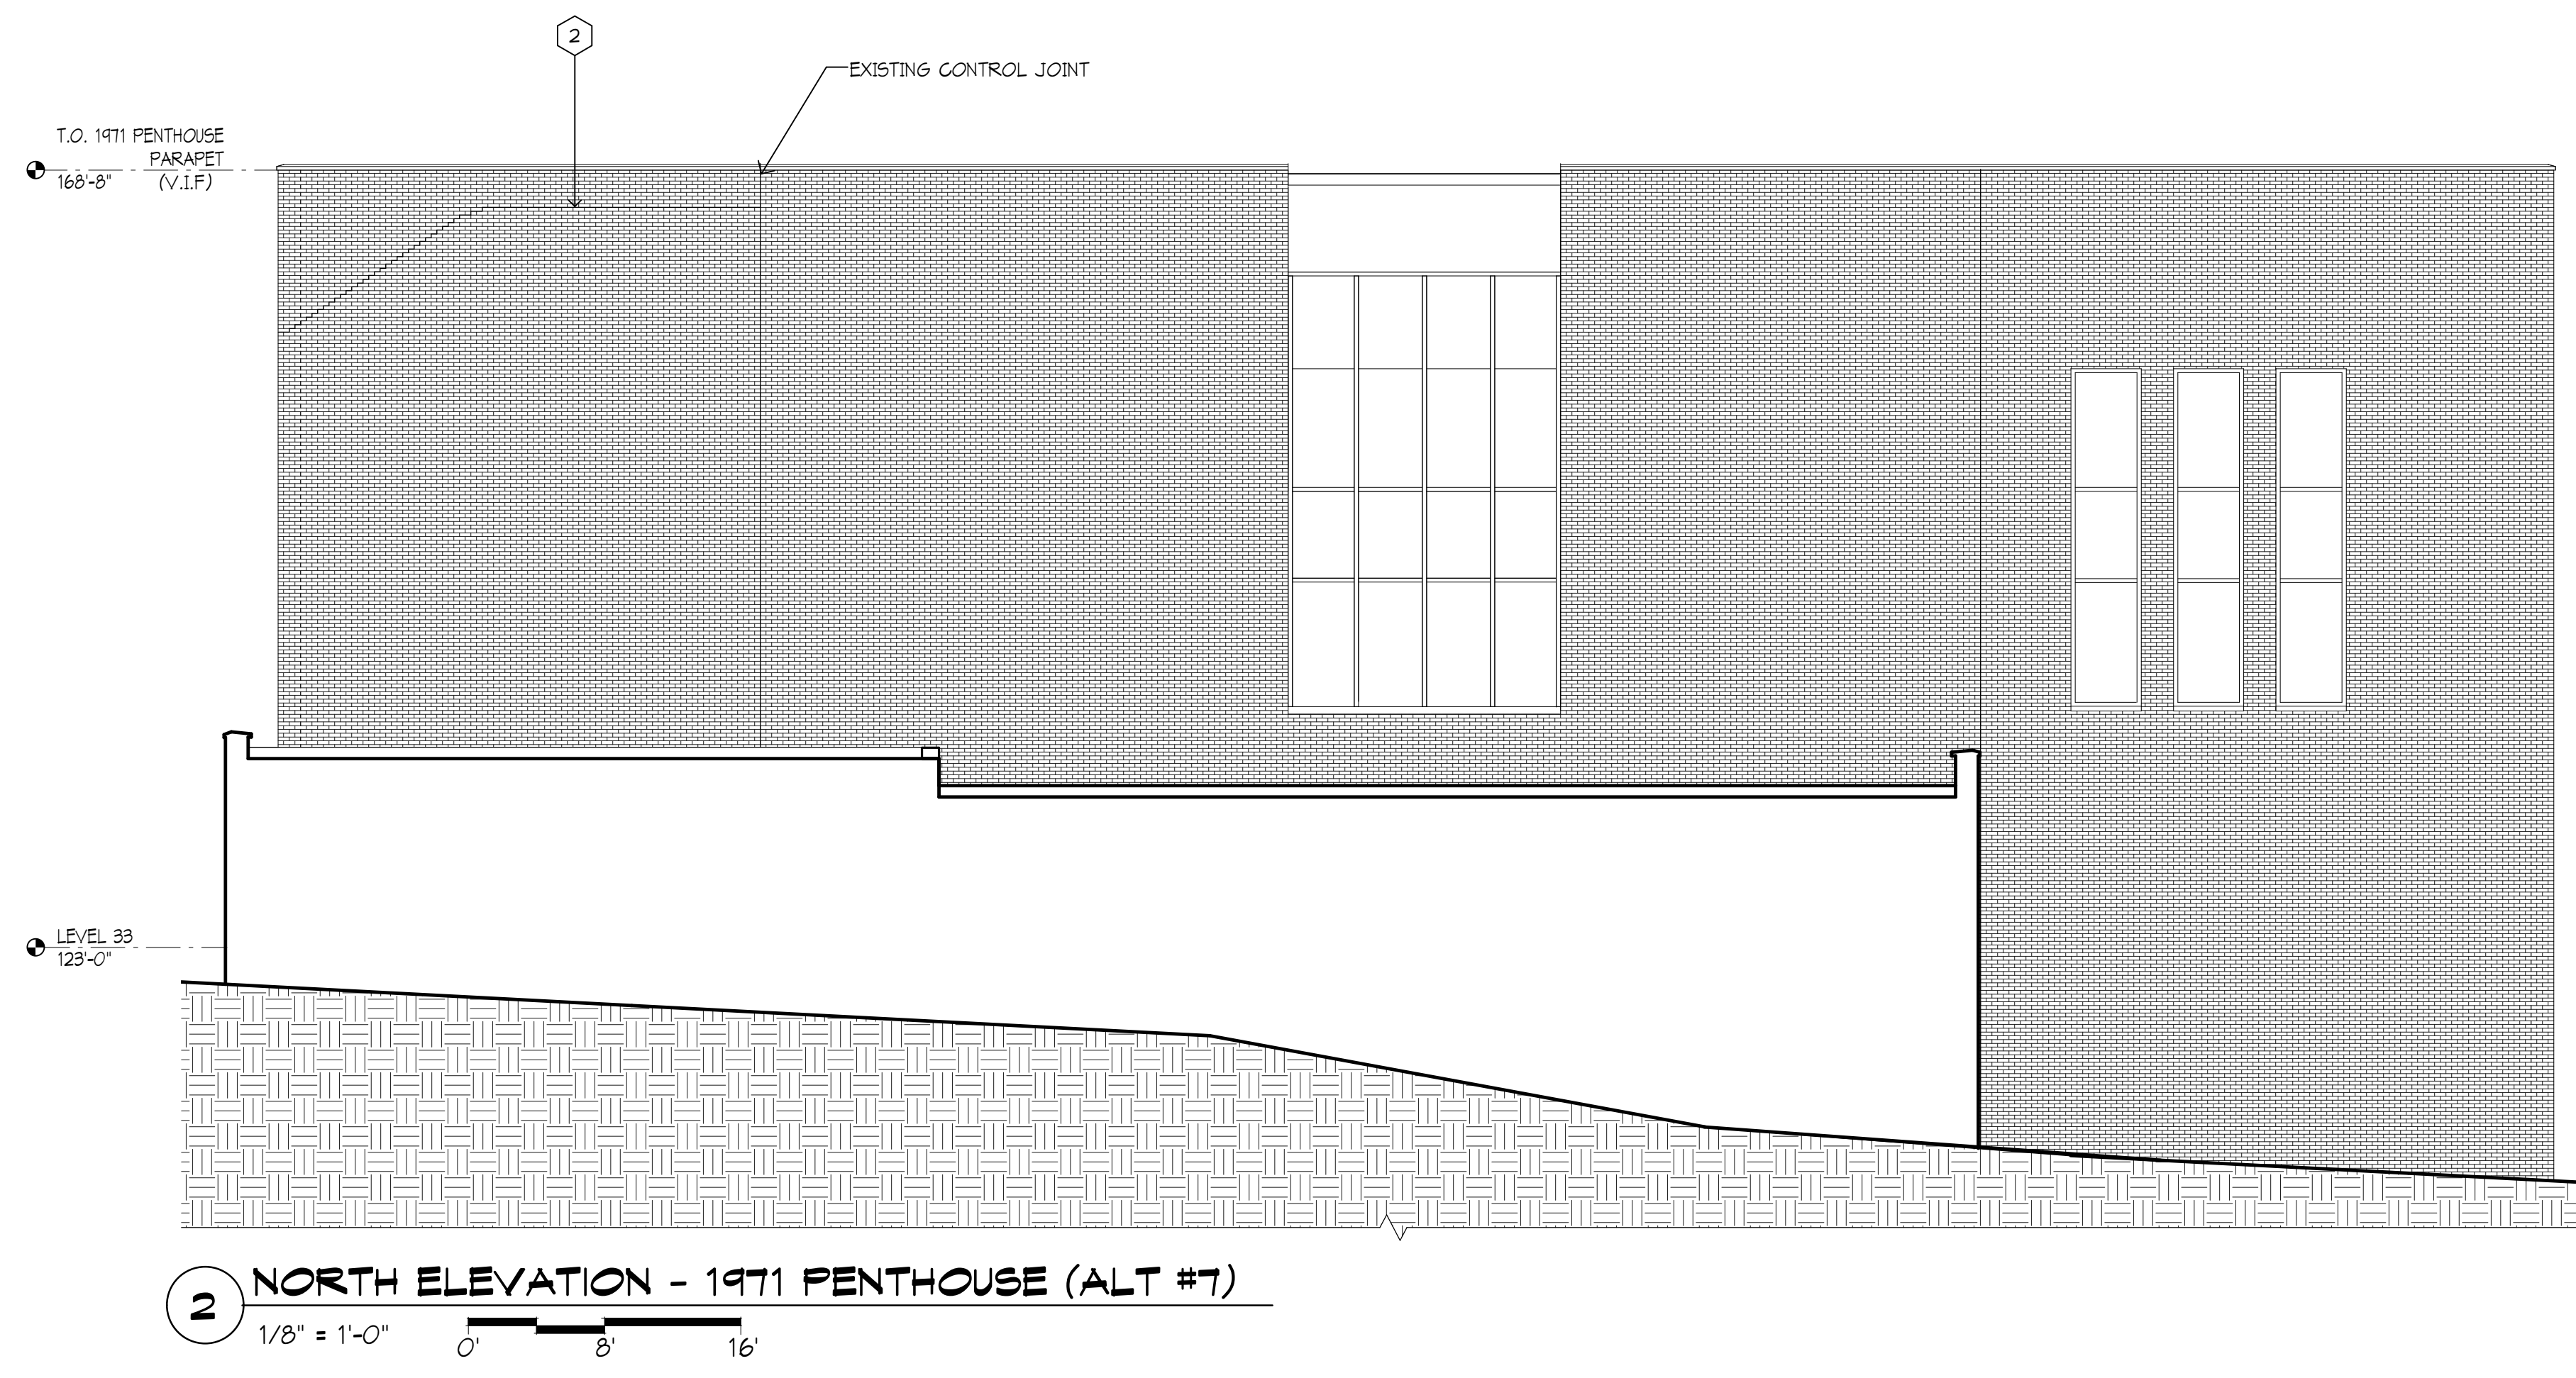 2
EXISTING CONTROL JOINT
T.O. 1971 PENTHOUSE
PARAPET
168'-8" (V.I.F)
LEVEL 33
123'-0"
2 NORTH ELEVATION - 1971 PENTHOUSE (ALT #7)
1/8" = 1'-0" 0' 8' 16'